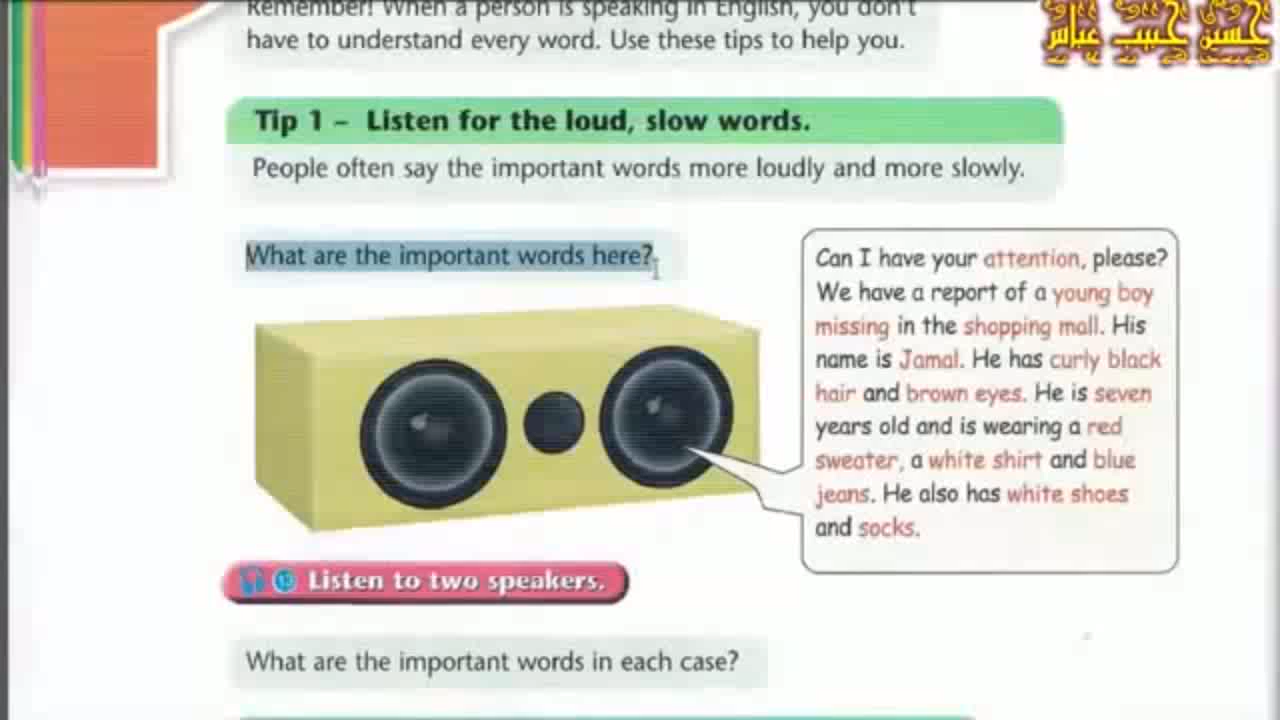 Remember! When a person is speaking in English, you don't
have to understand every word. Use these tips to help you.
حسين حبيب عباس
Tip 1 – Listen for the loud, slow words.
People often say the important words more loudly and more slowly.
What are the important words here?
Can I have your attention, please?
We have a report of a young boy
missing in the shopping mall. His
name is Jamal. He has curly black
hair and brown eyes. He is seven
years old and is wearing a red
sweater, a white shirt and blue
jeans. He also has white shoes
and socks.
Listen to two speakers.
What are the important words in each case?